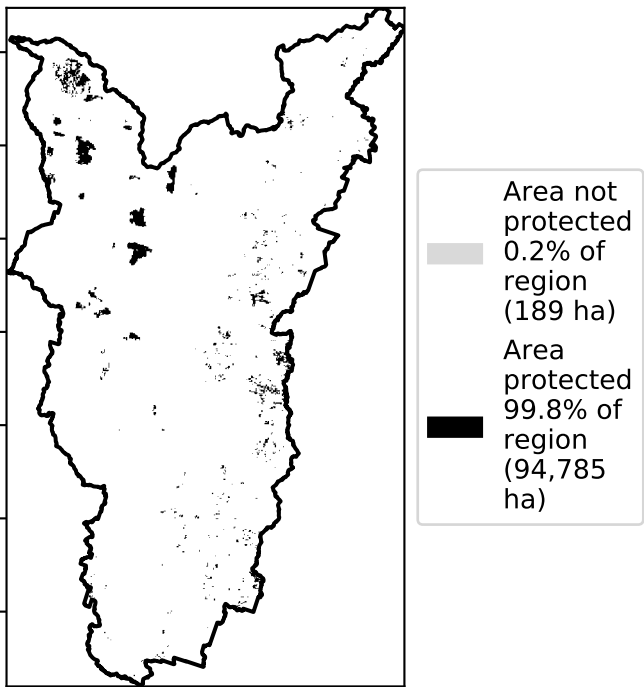 Area not
protected
0.2% of
region
(189 ha)
Area
protected
99.8% of
region
(94,785
ha)